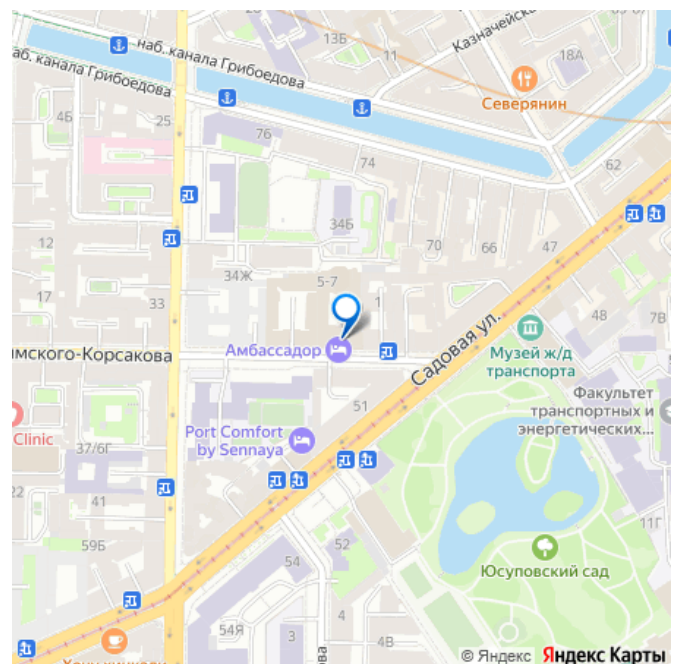 наб. канала Грибоедова
13Б
11
Казначейская
18А
наб. канала Грибоедова
Северянин
4Б
25
76
74
62
34Б
12
70
66
47
34Ж
5-7
17
33
1
48
7В
Садовая ул.
Музей ж/д
транспорта
имского-Корсакова
Амбассадор
Факультет
транспортных и
энергетических...
51
Clinic
Port Comfort
by Sennaya
37/6Г
22
41
11Г
59Б
52
54
Юсуповский сад
54Я
3
4
4В
© Яндекс Яндекс Карты